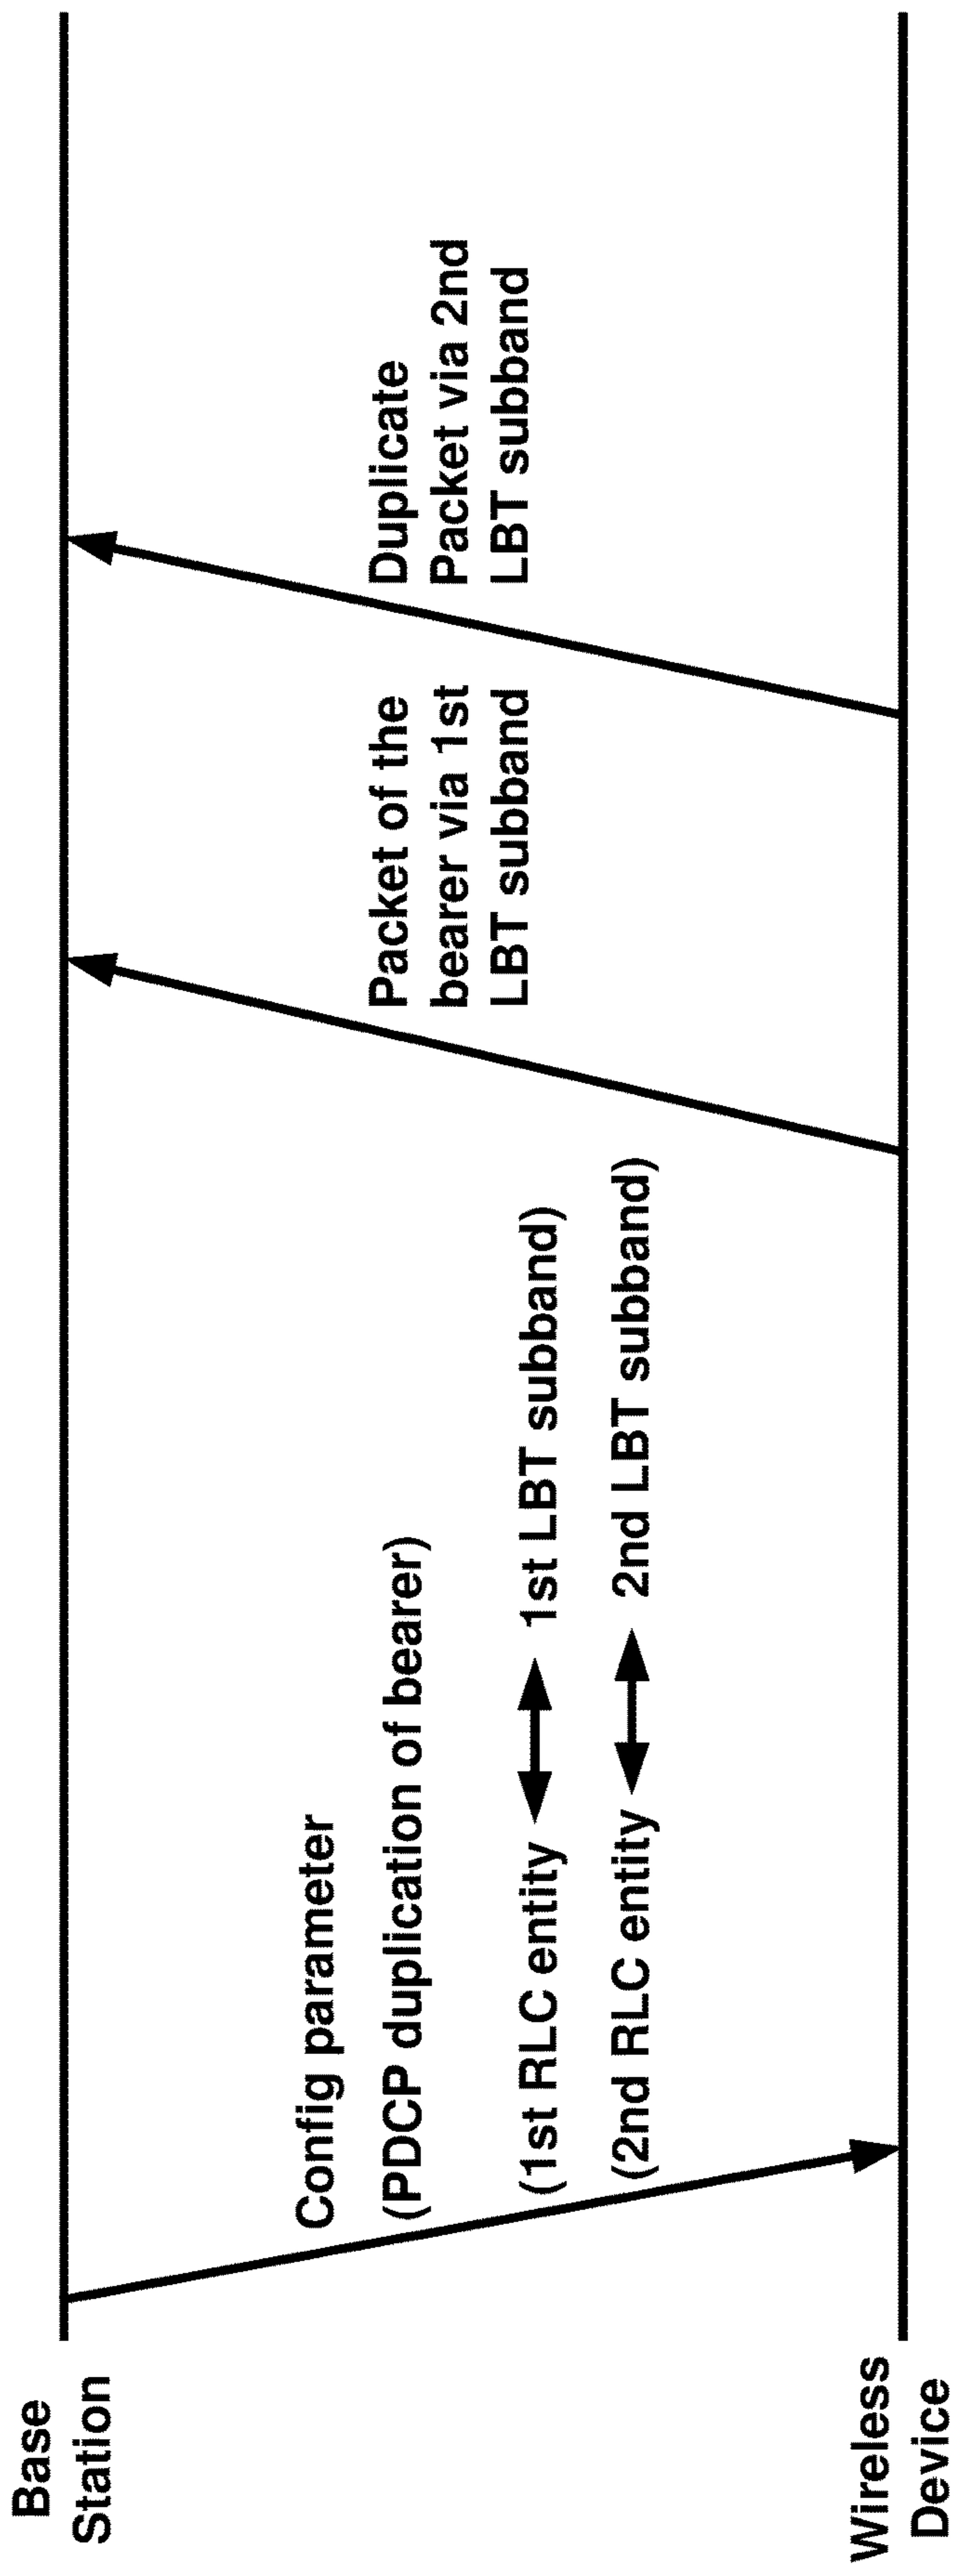 Base
Station
Config parameter
(PDCP duplication of bearer)
(1st RLC entity 1st LBT subband)
(2nd RLC entity 2nd LBT subband)
Packet of the
bearer via 1st
LBT subband
Duplicate
Packet via 2nd
LBT subband
Wireless
Device